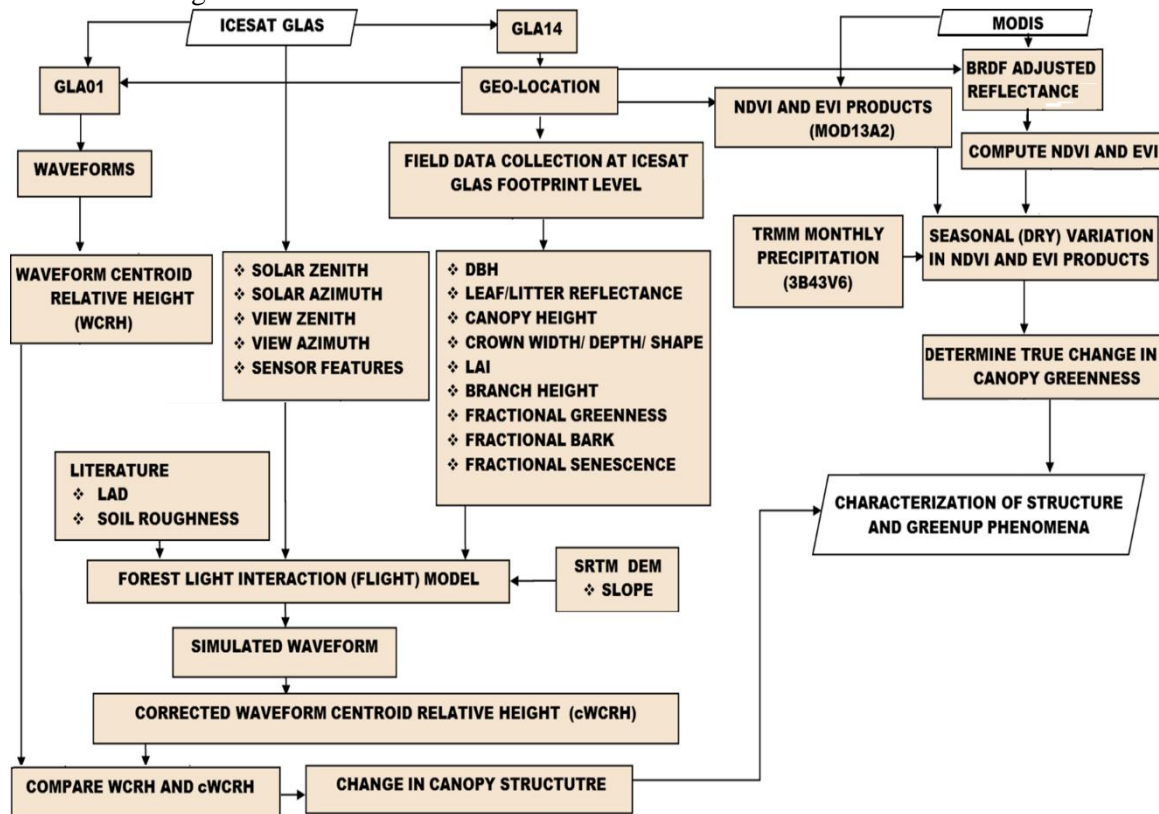 ICESAT GLAS
GLA14
MODIS
GLA01
GEO-LOCATION
NDVI AND EVI PRODUCTS
(MOD13A2)
BRDF ADJUSTED
REFLECTANCE
WAVEFORMS
FIELD DATA COLLECTION AT ICESAT
GLAS FOOTPRINT LEVEL
COMPUTE NDVI AND EVI
WAVEFORM CENTROID
RELATIVE HEIGHT
(WCRH)
❖ SOLAR ZENITH
❖ SOLAR AZIMUTH
❖ VIEW ZENITH
❖ VIEW AZIMUTH
❖ SENSOR FEATURES
❖ DBH
❖ LEAF/LITTER REFLECTANCE
❖ CANOPY HEIGHT
❖ CROWN WIDTH/ DEPTH/ SHAPE
❖ LAI
❖ BRANCH HEIGHT
❖ FRACTIONAL GREENNESS
❖ FRACTIONAL BARK
❖ FRACTIONAL SENESCENCE
TRMM MONTHLY
PRECIPITATION
(3B43V6)
SEASONAL (DRY) VARIATION
IN NDVI AND EVI PRODUCTS
DETERMINE TRUE CHANGE IN
CANOPY GREENNESS
LITERATURE
❖ LAD
❖ SOIL ROUGHNESS
CHARACTERIZATION OF STRUCTURE
AND GREENUP PHENOMENA
FOREST LIGHT INTERACTION (FLIGHT) MODEL
SRTM DEM
❖ SLOPE
SIMULATED WAVEFORM
CORRECTED WAVEFORM CENTROID RELATIVE HEIGHT (cWCRH)
COMPARE WCRH AND cWCRH
CHANGE IN CANOPY STRUCTUTRE